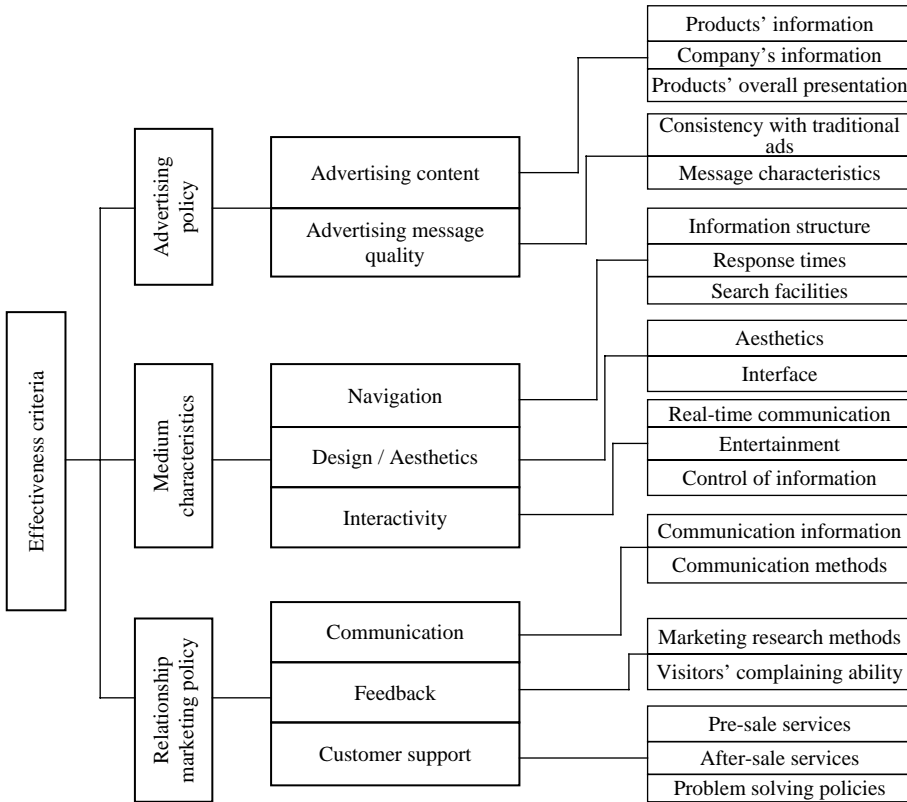 Effectiveness criteria
Advertising
policy
Advertising content
Products’ information
Company’s information
Products’ overall presentation
Advertising message
quality
Consistency with traditional
ads
Message characteristics
Medium
characteristics
Navigation
Information structure
Response times
Search facilities
Design / Aesthetics
Aesthetics
Interface
Interactivity
Real-time communication
Entertainment
Control of information
Relationship
marketing policy
Communication
Communication information
Communication methods
Feedback
Marketing research methods
Visitors’ complaining ability
Customer support
Pre-sale services
After-sale services
Problem solving policies